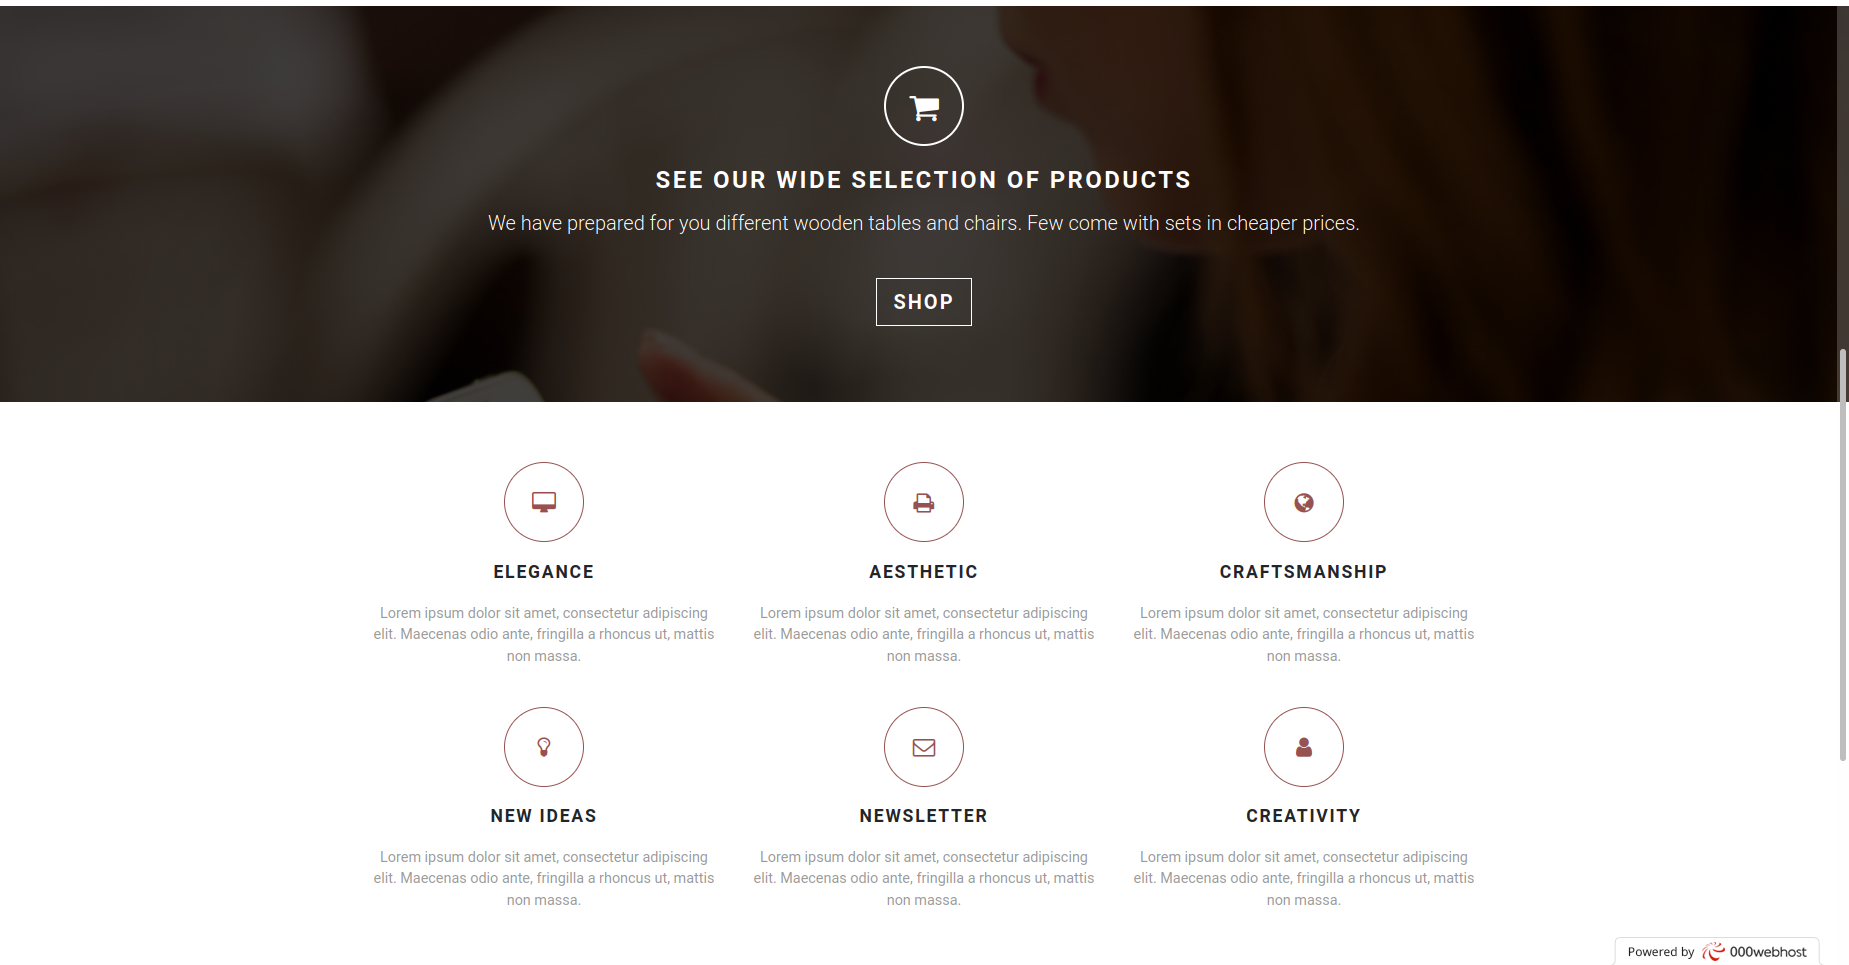 SEE OUR WIDE SELECTION OF PRODUCTS
We have prepared for you different wooden tables and chairs. Few come with sets in cheaper prices.
SHOP
ELEGANCE
Lorem ipsum dolor sit amet, consectetur adipiscing
elit. Maecenas odio ante, fringilla a rhoncus ut, mattis
non massa.
AESTHETIC
Lorem ipsum dolor sit amet, consectetur adipiscing
elit. Maecenas odio ante, fringilla a rhoncus ut, mattis
non massa.
CRAFTSMANSHIP
Lorem ipsum dolor sit amet, consectetur adipiscing
elit. Maecenas odio ante, fringilla a rhoncus ut, mattis
non massa.
NEW IDEAS
Lorem ipsum dolor sit amet, consectetur adipiscing
elit. Maecenas odio ante, fringilla a rhoncus ut, mattis
non massa.
NEWSLETTER
Lorem ipsum dolor sit amet, consectetur adipiscing
elit. Maecenas odio ante, fringilla a rhoncus ut, mattis
non massa.
CREATIVITY
Lorem ipsum dolor sit amet, consectetur adipiscing
elit. Maecenas odio ante, fringilla a rhoncus ut, mattis
non massa.
Powered by 000webhost